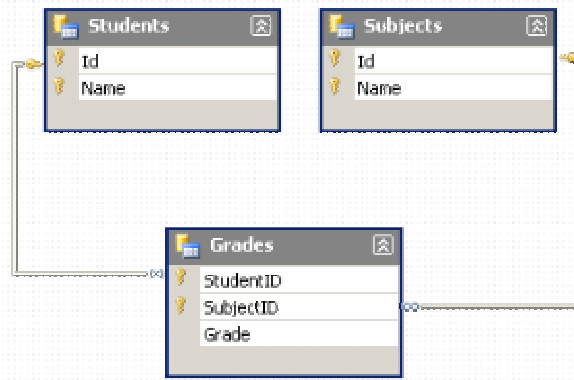 Students
Id
Name
Subjects
Id
Name
Grades
StudentID
SubjectID
Grade